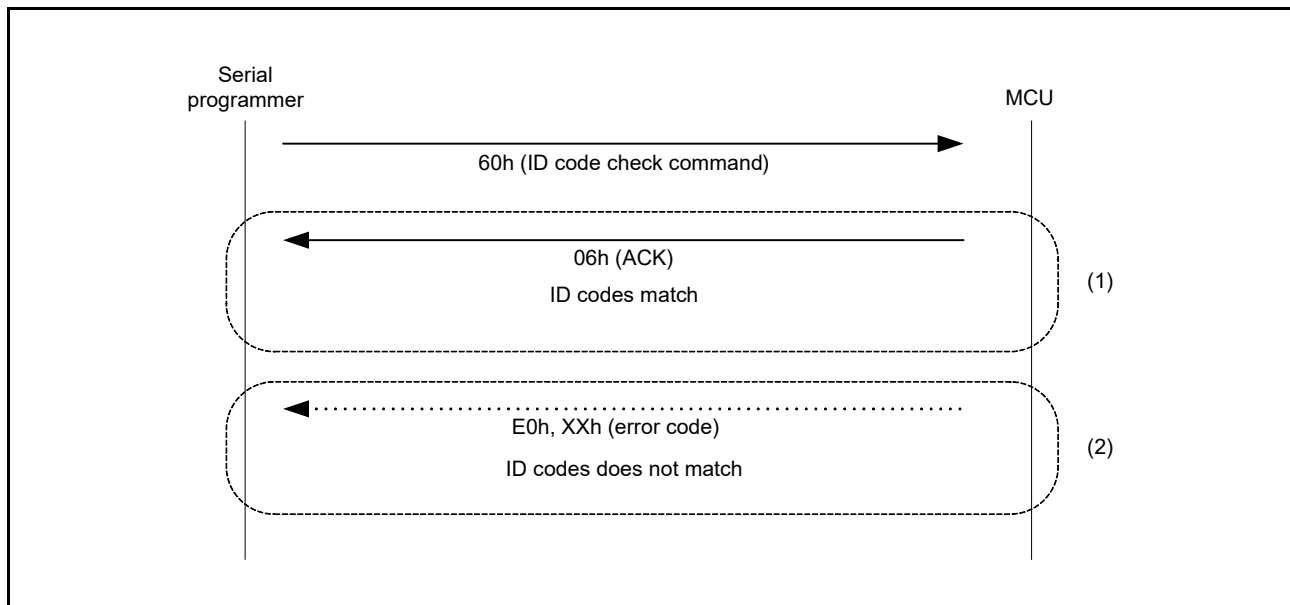 Serial
programmer
MCU
60h (ID code check command)
06h (ACK)
ID codes match
(1)
E0h, XXh (error code)
ID codes does not match
(2)